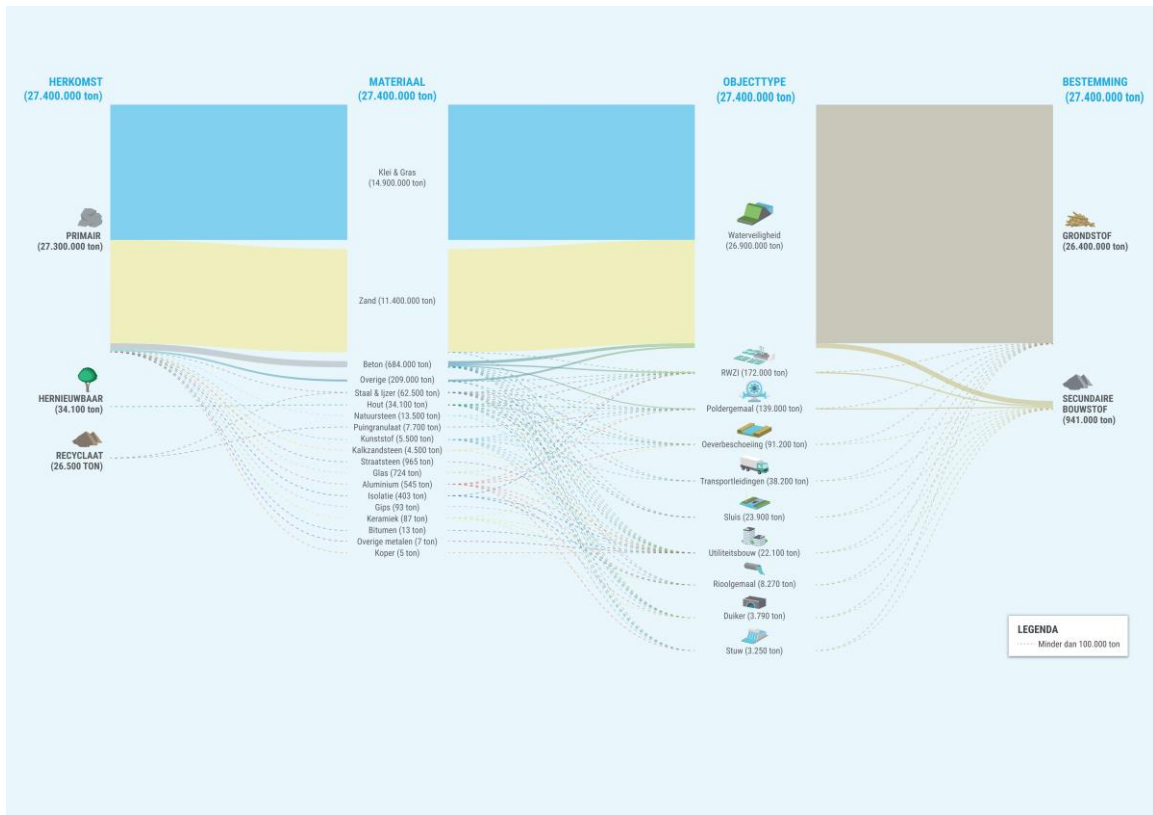 HERKOMST
(27.400.000 ton)
PRIMAIR
(27.300.000 ton)
HERNIEUWBAAR
(34.100 ton)
RECYCLAAT
(26.500 TON)
MATERIAAL
(27.400.000 ton)
Klei & Gras
(14.900.000 ton)
Zand (11.400.000 ton)
Beton (684.000 ton)
Overige (209.000 ton)
Staal & Ijzer (62.500 ton)
Hout (34.100 ton)
Natuursteen (13.500 ton)
Puingranulaat (7.700 ton)
Kunststof (5.500 ton)
Kalkzandsteen (4.500 ton)
Straatsteen (965 ton)
Glas (724 ton)
Aluminium (545 ton)
Isolatie (403 ton)
Gips (93 ton)
Keramiek (87 ton)
Bitumen (13 ton)
Overige metalen (7 ton)
Koper (5 ton)
OBJECTTYPE
(27.400.000 ton)
Waterveiligheid
(26.900.000 ton)
RWZI (172.000 ton)
Poldergemaal (139.000 ton)
Oeverbeschoeiing (91.200 ton)
Transportleidingen (38.200 ton)
Sluis (23.900 ton)
Utiliteitsbouw (22.100 ton)
Rioolgemaal (8.270 ton)
Duiker (3.790 ton)
Stuw (3.250 ton)
BESTEMMING
(27.400.000 ton)
GRONDSTOF
(26.400.000 ton)
SECUNDAIRE
BOUWSTOF
(941.000 ton)
LEGENDA
Minder dan 100.000 ton